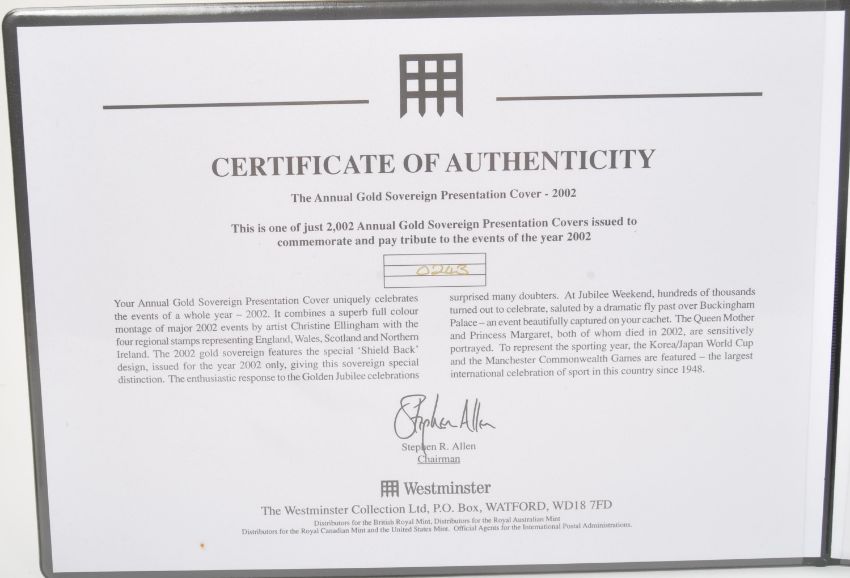 CERTIFICATE OF AUTHENTICITY
The Annual Gold Sovereign Presentation Cover - 2002
This is one of just 2,002 Annual Gold Sovereign Presentation Covers issued to
commemorate and pay tribute to the events of the year 2002
0243
Your Annual Gold Sovereign Presentation Cover uniquely celebrates
the events of a whole year – 2002. It combines a superb full colour
montage of major 2002 events by artist Christine Ellingham with the
four regional stamps representing England, Wales, Scotland and Northern
Ireland. The 2002 gold sovereign features the special ‘Shield Back’
design, issued for the year 2002 only, giving this sovereign special
distinction. The enthusiastic response to the Golden Jubilee celebrations
surprised many doubters. At Jubilee Weekend, hundreds of thousands
turned out to celebrate, saluted by a dramatic fly past over Buckingham
Palace – an event beautifully captured on your cachet. The Queen Mother
and Princess Margaret, both of whom died in 2002, are sensitively
portrayed. To represent the sporting year, the Korea/Japan World Cup
and the Manchester Commonwealth Games are featured – the largest
international celebration of sport in this country since 1948.
Stephen Allen
Stephen R. Allen
Chairman
Westminster
The Westminster Collection Ltd, P.O. Box, WATFORD, WD18 7FD
Distributors for the British Royal Mint, Distributors for the Royal Australian Mint
Distributors for the Royal Canadian Mint and the United States Mint. Official Agents for the International Postal Administrations.